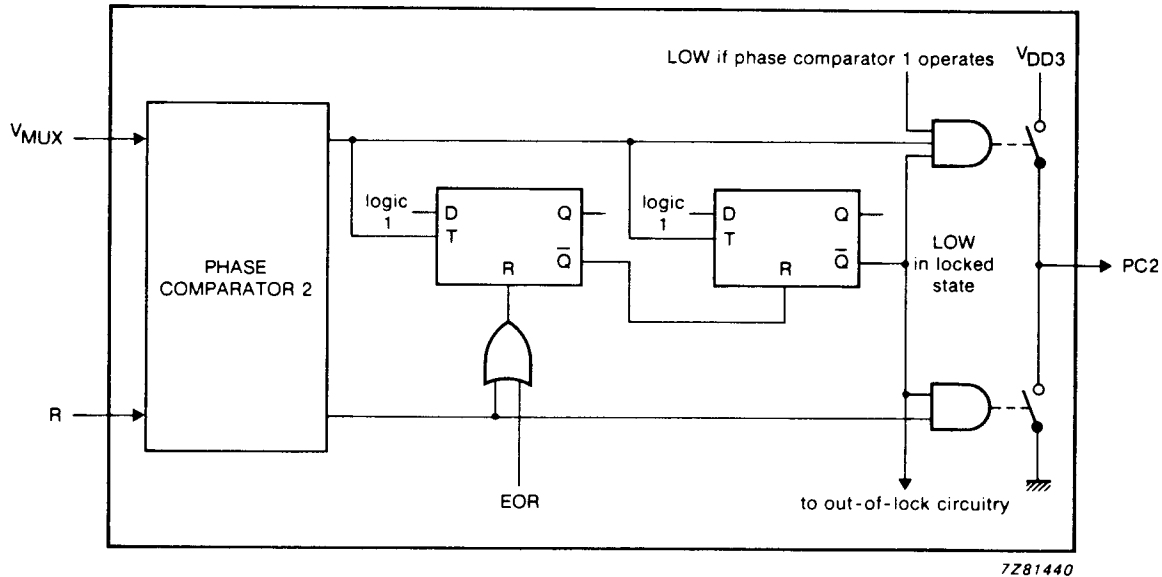 LOW if phase comparator 1 operates
VDD3
VMUX
logic
1
D
Q
T
Q̅
R
logic
1
D
Q
T
Q̅
R
LOW
in locked
state
PHASE
COMPARATOR 2
PC2
R
EOR
to out-of-lock circuitry
7Z81440